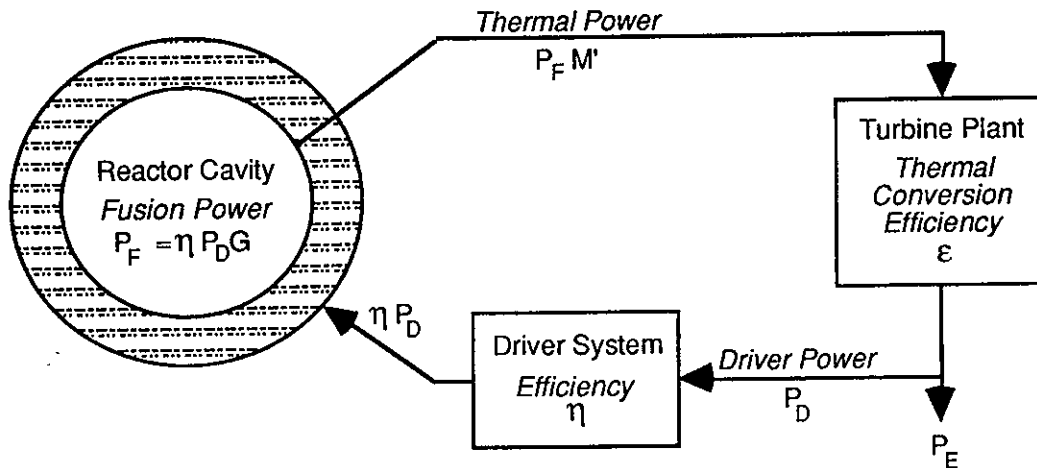 Thermal Power
P_F M'
Reactor Cavity
Fusion Power
P_F = η P_D G
Turbine Plant
Thermal
Conversion
Efficiency
ε
η P_D
Driver System
Efficiency
η
Driver Power
P_D
P_E